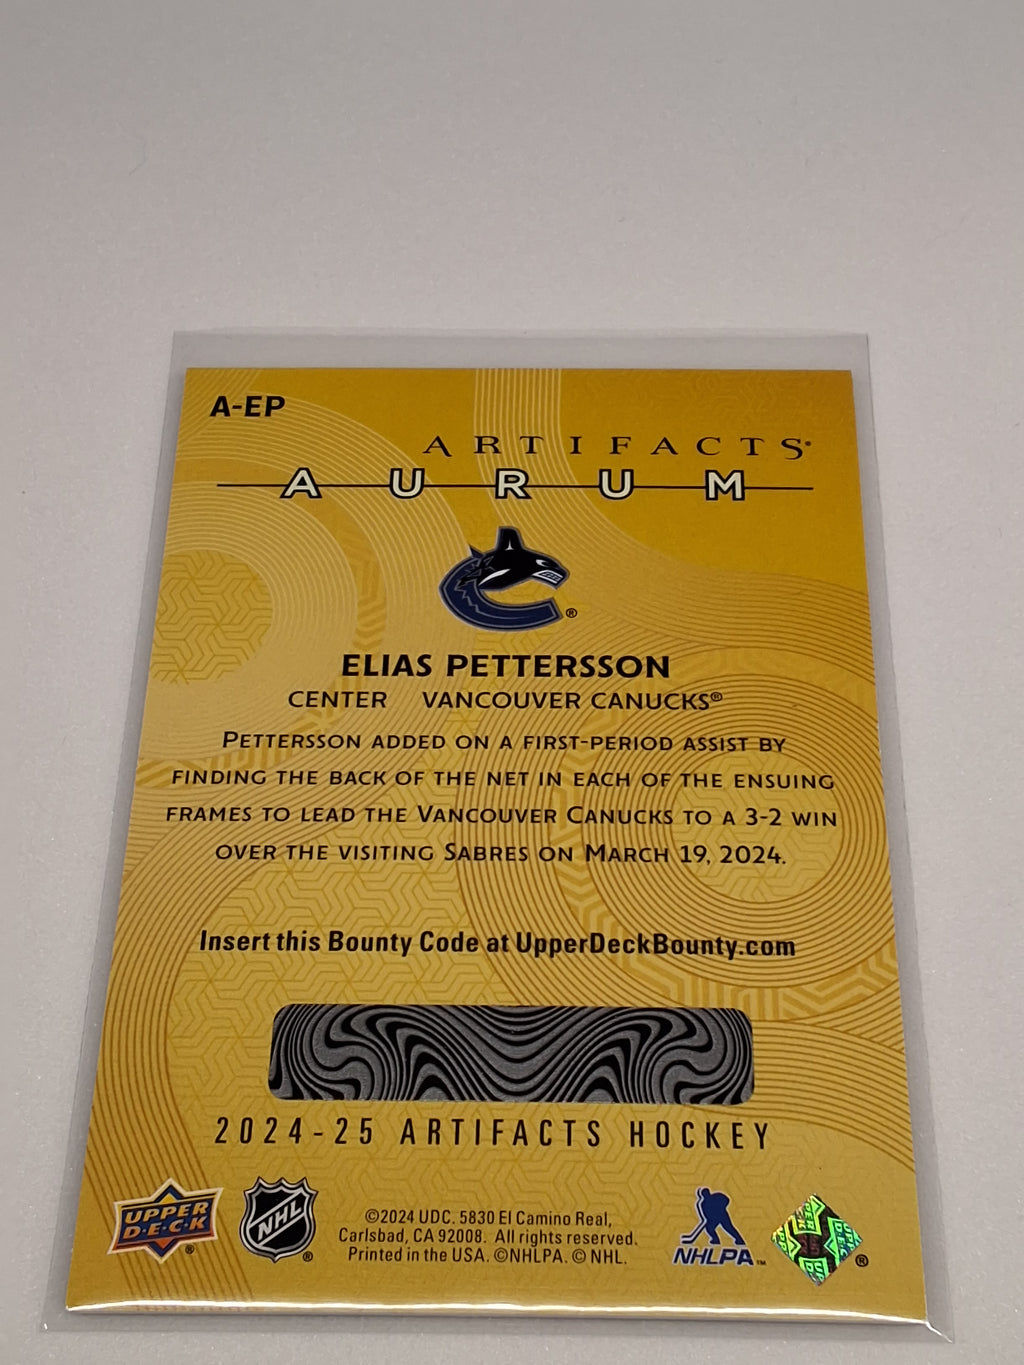 A-EP
ARTIFACTS®
AURUM
®
ELIAS PETTERSSON
CENTER VANCOUVER CANUCKS®
PETTERSSON ADDED ON A FIRST-PERIOD ASSIST BY
FINDING THE BACK OF THE NET IN EACH OF THE ENSUING
FRAMES TO LEAD THE VANCOUVER CANUCKS TO A 3-2 WIN
OVER THE VISITING SABRES ON MARCH 19, 2024.
Insert this Bounty Code at UpperDeckBounty.com
2024-25 ARTIFACTS HOCKEY
UPPER
D·E·C·K ®
NHL ®
©2024 UDC. 5830 El Camino Real,
Carlsbad, CA 92008. All rights reserved.
Printed in the USA. ©NHLPA. © NHL.
NHLPA™
®